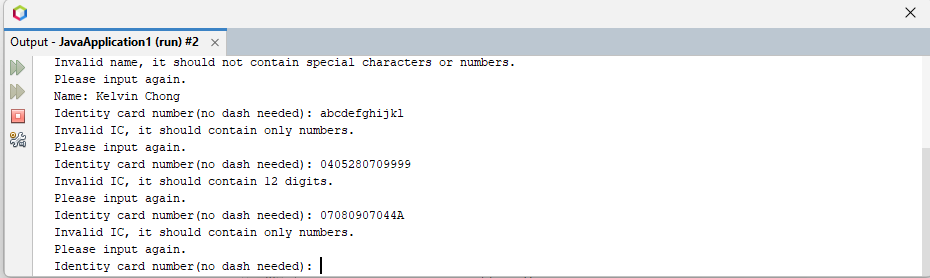 Output - JavaApplication1 (run) #2
Invalid name, it should not contain special characters or numbers.
Please input again.
Name: Kelvin Chong
Identity card number(no dash needed): abcdefghijkl
Invalid IC, it should contain only numbers.
Please input again.
Identity card number(no dash needed): 0405280709999
Invalid IC, it should contain 12 digits.
Please input again.
Identity card number(no dash needed): 07080907044A
Invalid IC, it should contain only numbers.
Please input again.
Identity card number(no dash needed):